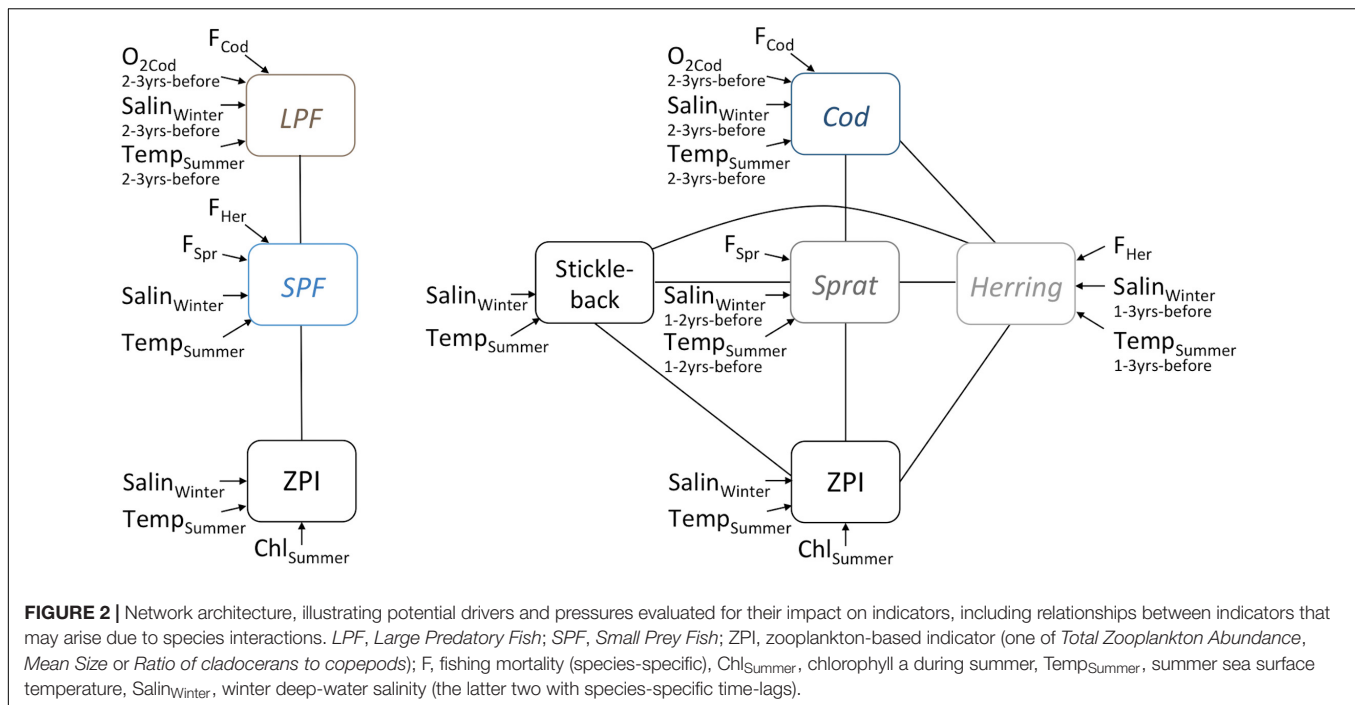 F_Cod
O_2Cod
2-3yrs-before
Salin_Winter
2-3yrs-before
Temp_Summer
2-3yrs-before
LPF
F_Her
F_Spr
Salin_Winter
Temp_Summer
SPF
Salin_Winter
Temp_Summer
ZPI
Chl_Summer
F_Cod
O_2Cod
2-3yrs-before
Salin_Winter
2-3yrs-before
Temp_Summer
2-3yrs-before
Cod
Salin_Winter
Temp_Summer
Stickle-
back
F_Spr
Salin_Winter
1-2yrs-before
Temp_Summer
1-2yrs-before
Sprat
Herring
F_Her
Salin_Winter
1-3yrs-before
Temp_Summer
1-3yrs-before
Salin_Winter
Temp_Summer
ZPI
Chl_Summer
FIGURE 2 | Network architecture, illustrating potential drivers and pressures evaluated for their impact on indicators, including relationships between indicators that
may arise due to species interactions. LPF, Large Predatory Fish; SPF, Small Prey Fish; ZPI, zooplankton-based indicator (one of Total Zooplankton Abundance,
Mean Size or Ratio of cladocerans to copepods); F, fishing mortality (species-specific), Chl_Summer, chlorophyll a during summer, Temp_Summer, summer sea surface
temperature, Salin_Winter, winter deep-water salinity (the latter two with species-specific time-lags).